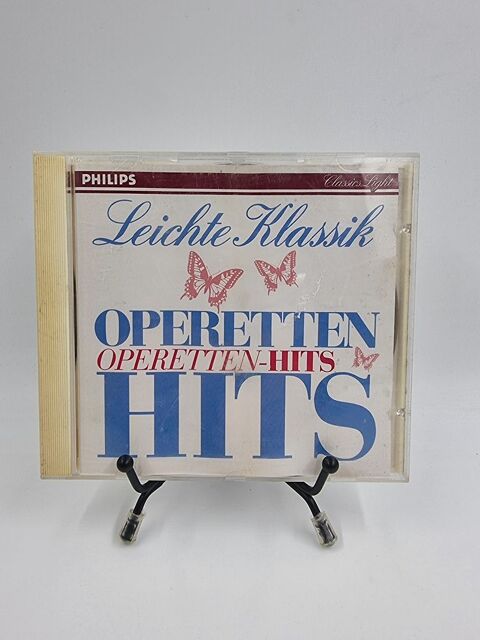 PHILIPS Classics Light
Leichte Klassik
OPERETTEN
OPERETTEN-HITS
HITS